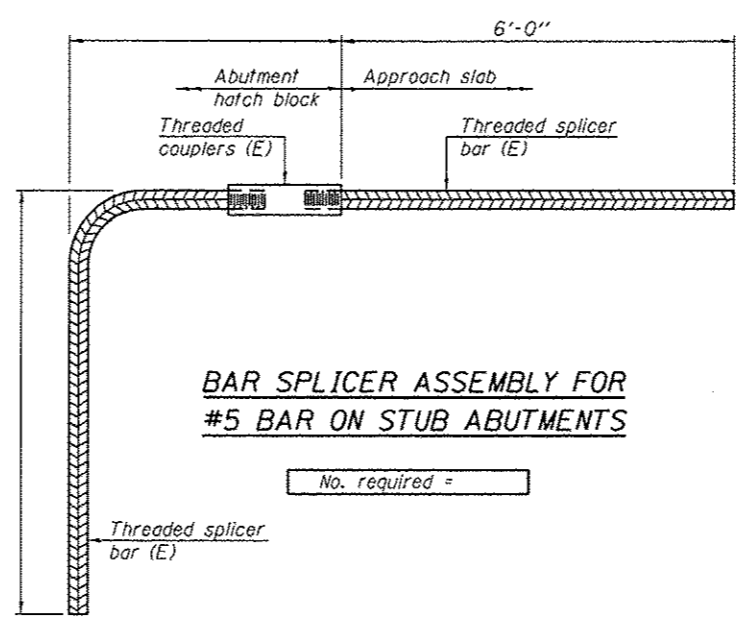 6'-0"
Abutment
hatch block
Approach slab
Threaded
couplers (E)
Threaded splicer
bar (E)
BAR SPLICER ASSEMBLY FOR
#5 BAR ON STUB ABUTMENTS
No. required =
Threaded splicer
bar (E)